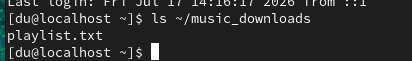 Last login: Fri Jul 17 14:16:17 2026 from ::1
[du@localhost ~]$ ls ~/music_downloads
playlist.txt
[du@localhost ~]$